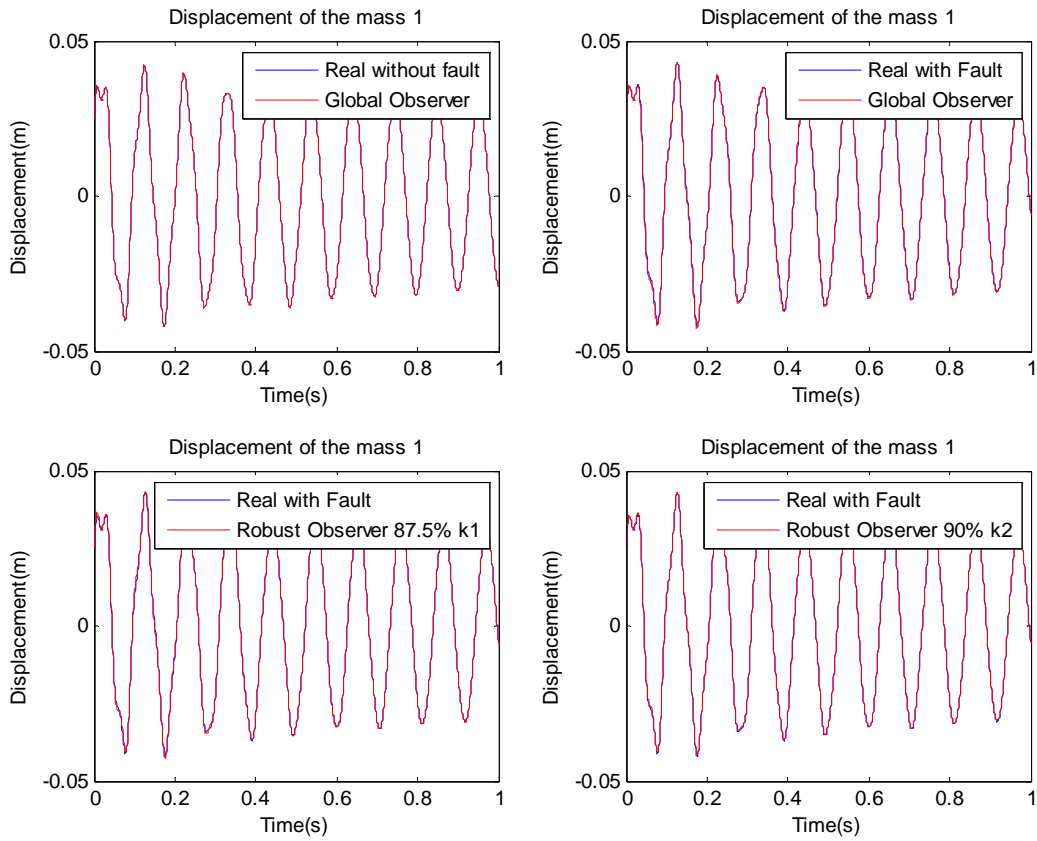 Displacement of the mass 1
0.05
0
-0.05
Displacement(m)
Real without fault
Global Observer
0 0.2 0.4 0.6 0.8 1
Time(s)
Displacement of the mass 1
0.05
0
-0.05
Displacement(m)
Real with Fault
Global Observer
0 0.2 0.4 0.6 0.8 1
Time(s)
Displacement of the mass 1
0.05
0
-0.05
Displacement(m)
Real with Fault
Robust Observer 87.5% k1
0 0.2 0.4 0.6 0.8 1
Time(s)
Displacement of the mass 1
0.05
0
-0.05
Displacement(m)
Real with Fault
Robust Observer 90% k2
0 0.2 0.4 0.6 0.8 1
Time(s)